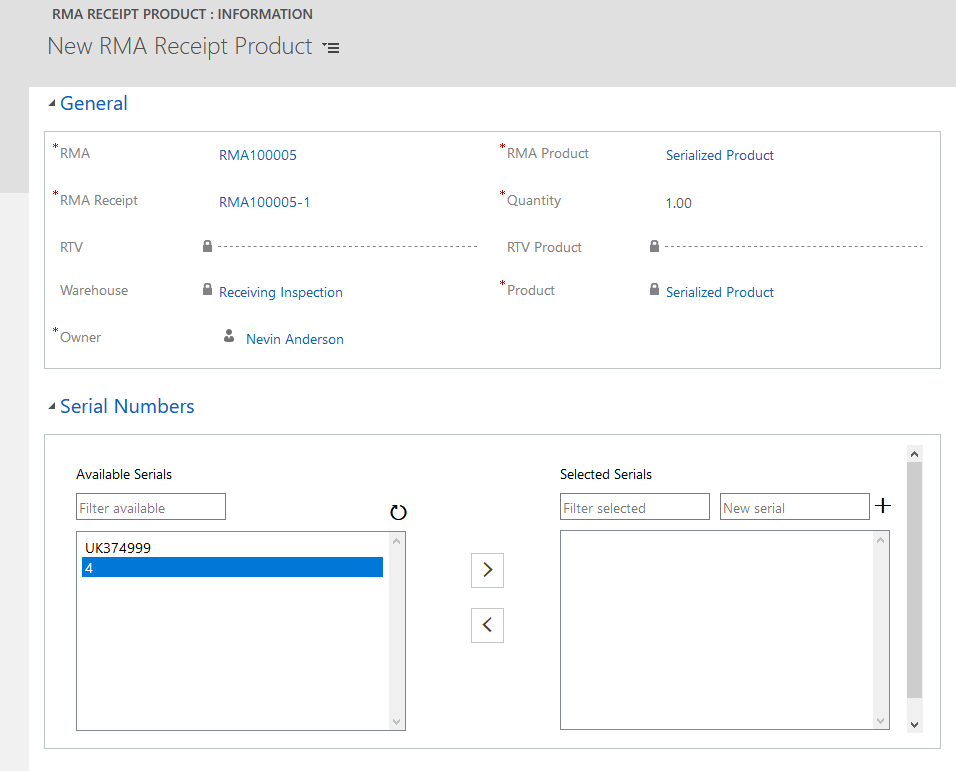 RMA RECEIPT PRODUCT : INFORMATION
New RMA Receipt Product
General
*RMA RMA100005 *RMA Product Serialized Product
*RMA Receipt RMA100005-1 *Quantity 1.00
RTV RTV Product
Warehouse Receiving Inspection *Product Serialized Product
*Owner Nevin Anderson
Serial Numbers
Available Serials Selected Serials
Filter available Filter selected New serial
UK374999
4